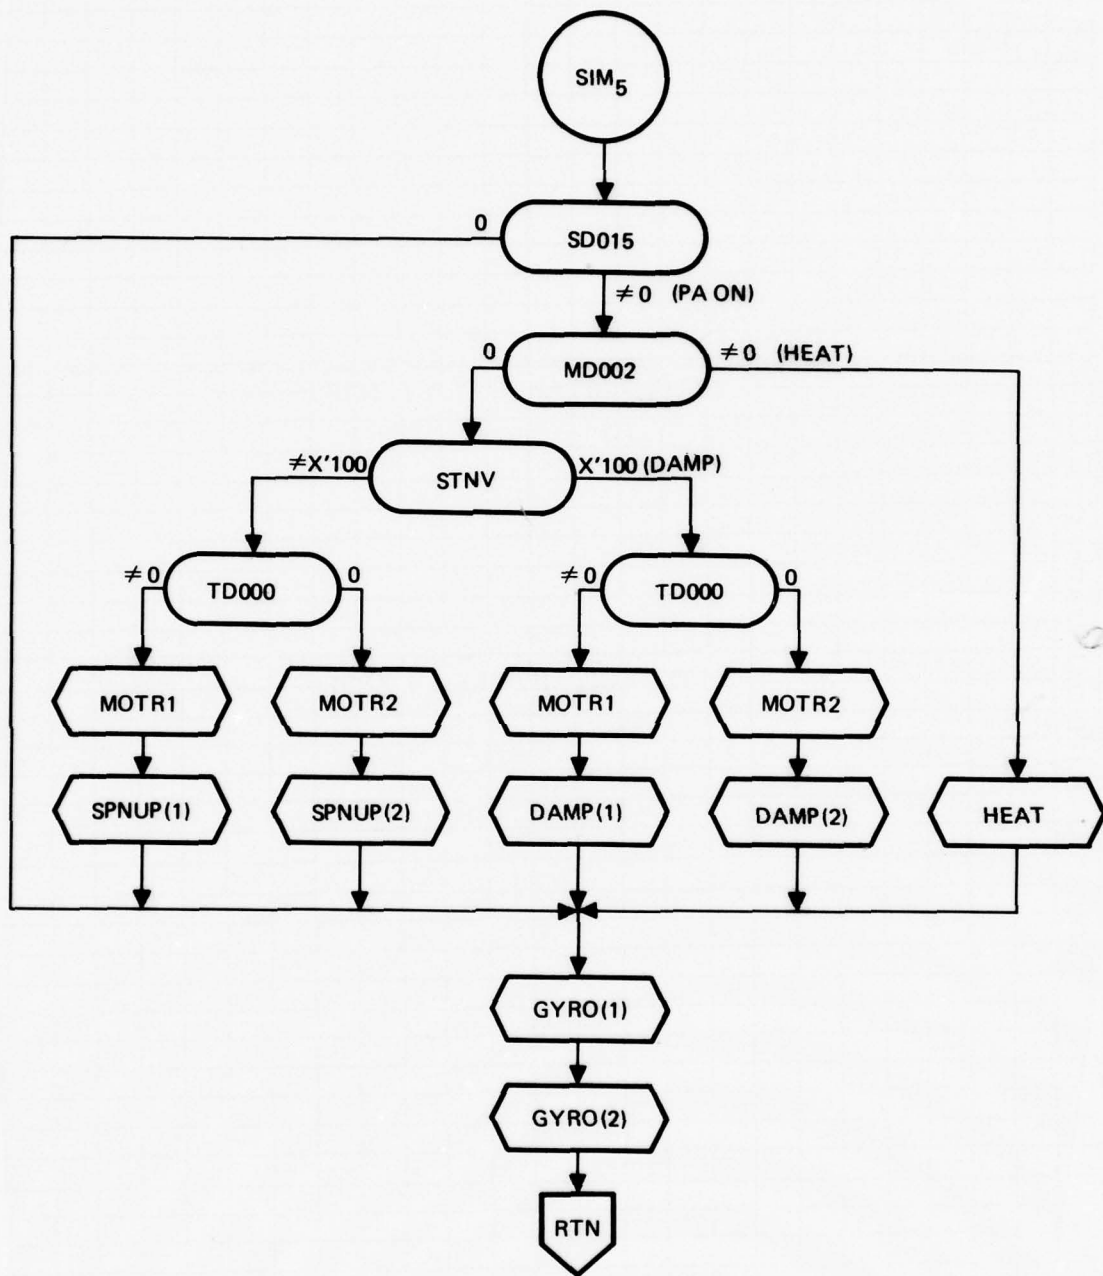 SIM5
0
SD015
≠0 (PA ON)
0
≠0 (HEAT)
MD002
≠X'100
X'100 (DAMP)
STNV
≠0
0
≠0
0
TD000
TD000
MOTR1
MOTR2
MOTR1
MOTR2
SPNUP(1)
SPNUP(2)
DAMP(1)
DAMP(2)
HEAT
GYRO(1)
GYRO(2)
RTN